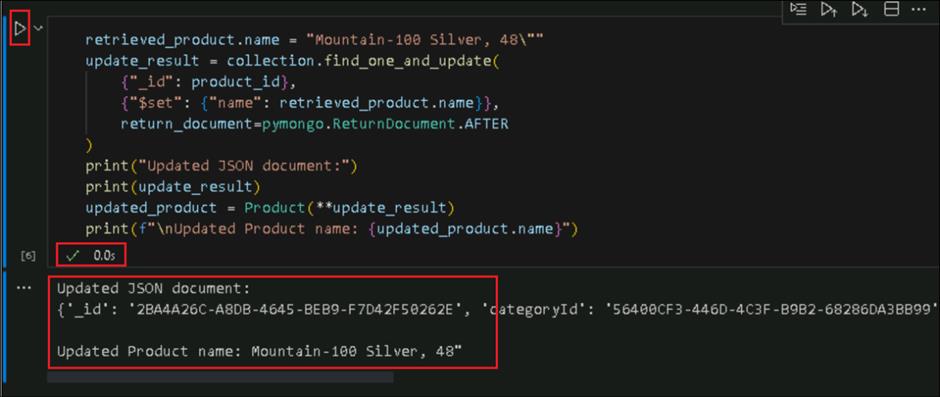 retrieved_product.name = "Mountain-100 Silver, 48\""
update_result = collection.find_one_and_update(
    {"_id": product_id},
    {"$set": {"name": retrieved_product.name}},
    return_document=pymongo.ReturnDocument.AFTER
)
print("Updated JSON document:")
print(update_result)
updated_product = Product(**update_result)
print(f"\nUpdated Product name: {updated_product.name}")
[6] ✓ 0.0s
Updated JSON document:
{'_id': '2BA4A26C-A8DB-4645-BEB9-F7D42F50262E', 'categoryId': '56400CF3-446D-4C3F-B9B2-68286DA3BB99'
Updated Product name: Mountain-100 Silver, 48"